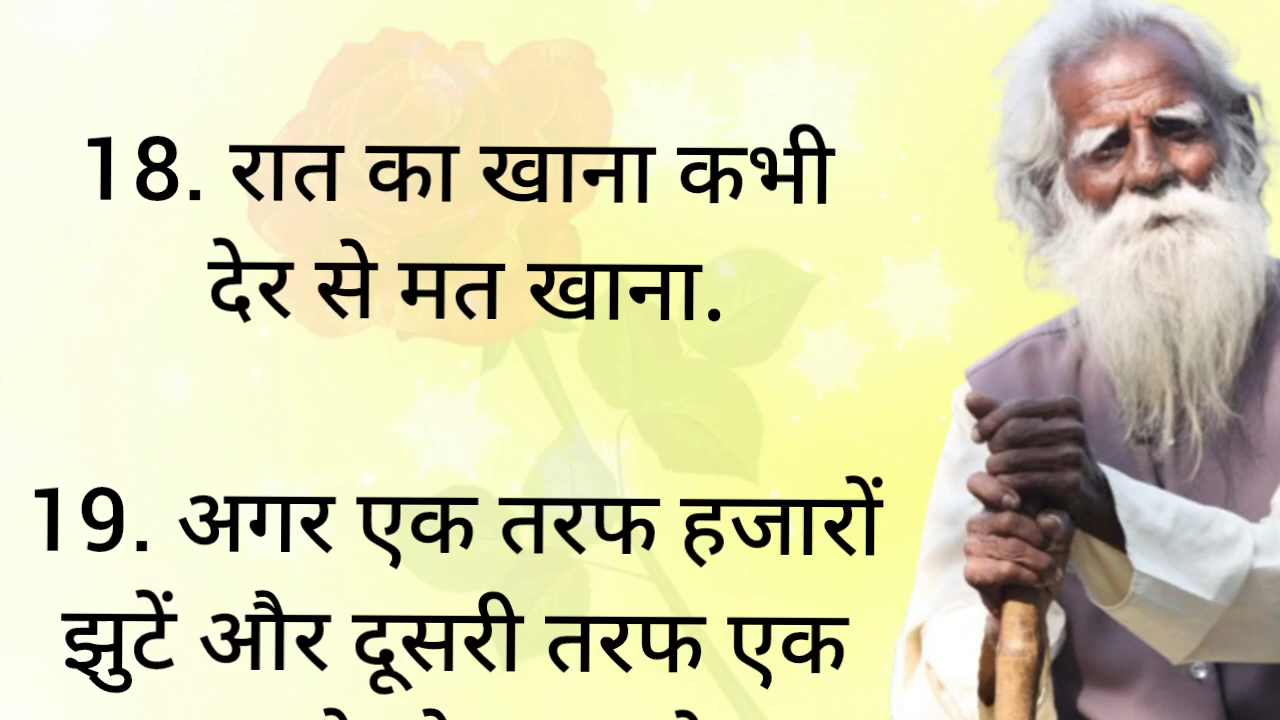 18. रात का खाना कभी
देर से मत खाना.
19. अगर एक तरफ हजारों
झुटें और दूसरी तरफ एक